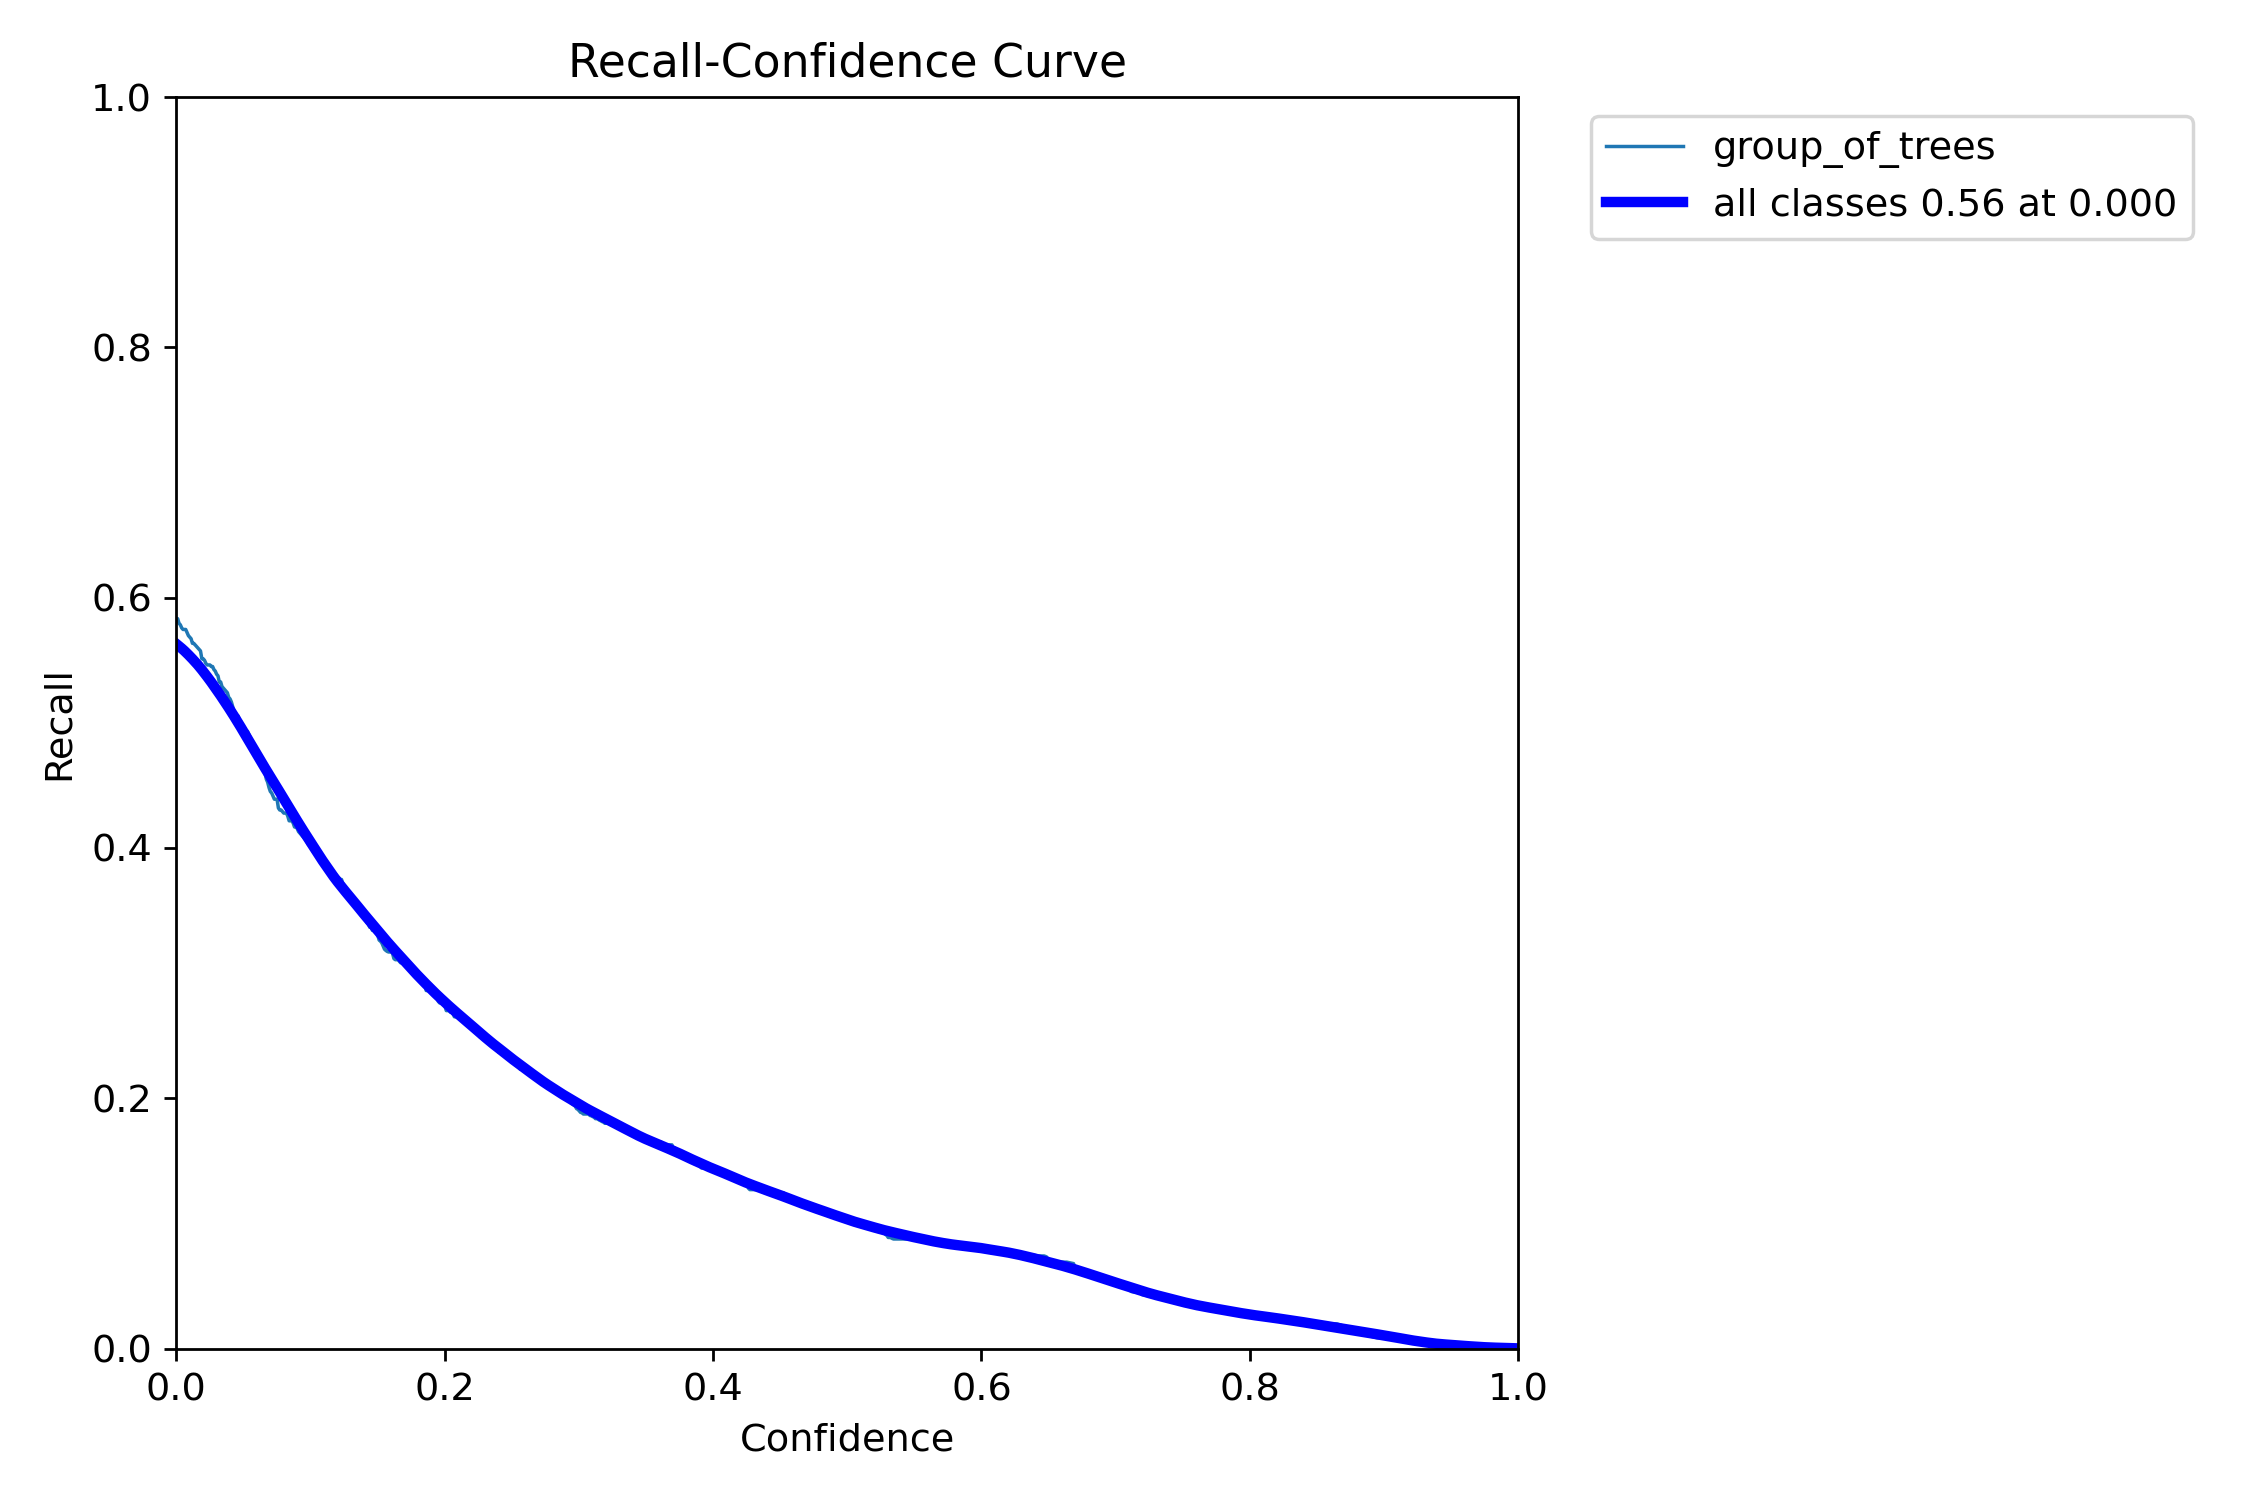 Recall-Confidence Curve
1.0
0.8
0.6
0.4
0.2
0.0
Recall
0.0 0.2 0.4 0.6 0.8 1.0
Confidence
group_of_trees
all classes 0.56 at 0.000